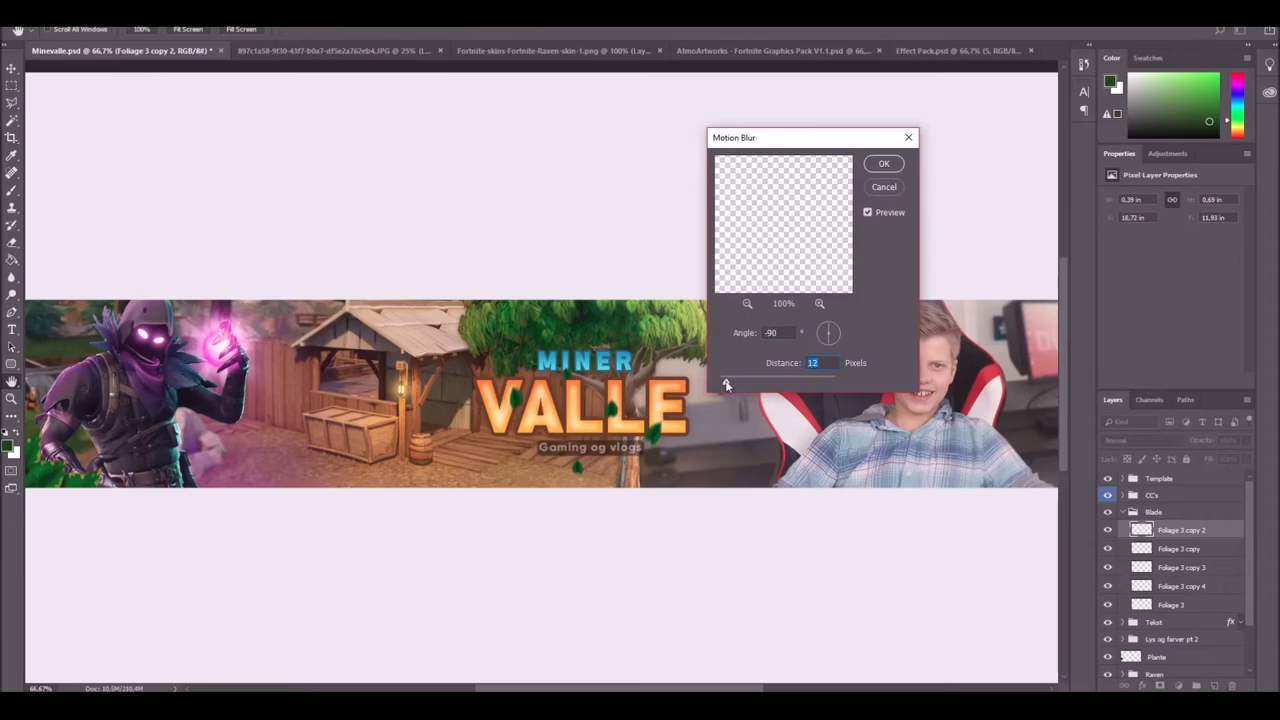 Scroll All Windows 100% Fit Screen Fill Screen
Minevalle.psd @ 66,7% (Foliage 3 copy 2, RGB/8#) * × 897c1a58-9f30-43f7-b0a7-df5e2a762eb4.JPG @ 25% (L... × Fortnite-skins-Fortnite-Raven-skin-1.png @ 100% (Laye... × AtmoArtworks - Fortnite Graphics Pack V1.1.psd @ 66,... × Effect Pack.psd @ 66,7% (5, RGB/8... ×
Color Swatches
Motion Blur
OK
Cancel
Preview
100%
Angle: -90 °
Distance: 12 Pixels
MINER
VALLE
Gaming og vlogs
Properties Adjustments
Pixel Layer Properties
W: 0,39 in H: 0,69 in
X: 18,72 in Y: 11,93 in
Layers Channels Paths
Kind
Normal Opacity:
Lock: Fill:
Template
CC's
Blade
Foliage 3 copy 2
Foliage 3 copy
Foliage 3 copy 3
Foliage 3 copy 4
Foliage 3
Tekst fx
Lys og farver pt 2
Plante
Raven
66,67% Doc: 10,5M/210,4M